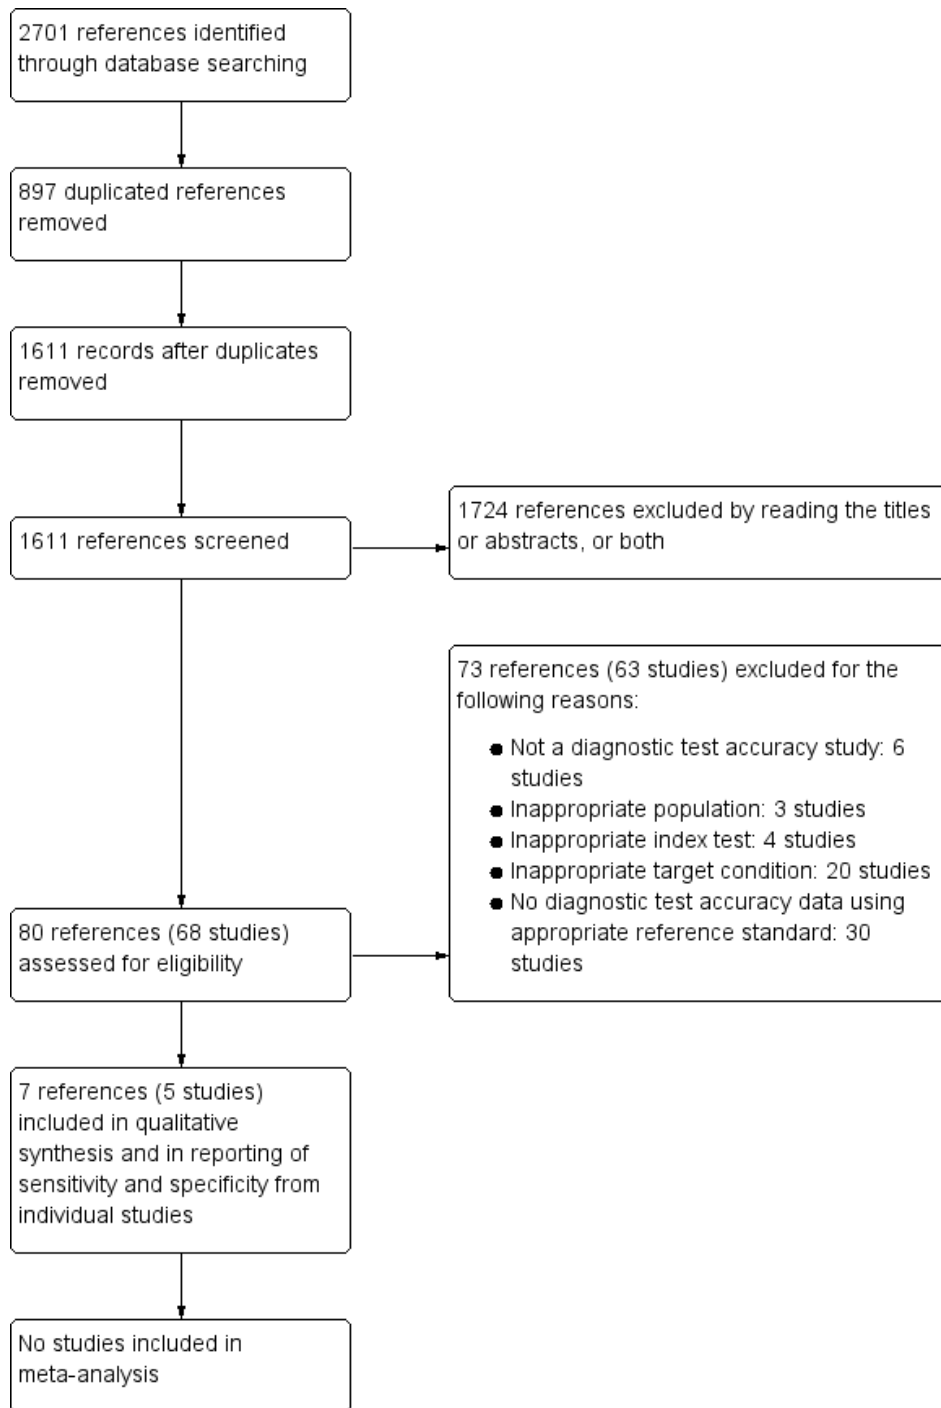 2701 references identified
through database searching
897 duplicated references
removed
1611 records after duplicates
removed
1611 references screened
1724 references excluded by reading the titles
or abstracts, or both
73 references (63 studies) excluded for the
following reasons:
● Not a diagnostic test accuracy study: 6
studies
● Inappropriate population: 3 studies
● Inappropriate index test: 4 studies
● Inappropriate target condition: 20 studies
● No diagnostic test accuracy data using
appropriate reference standard: 30
studies
80 references (68 studies)
assessed for eligibility
7 references (5 studies)
included in qualitative
synthesis and in reporting of
sensitivity and specificity from
individual studies
No studies included in
meta-analysis